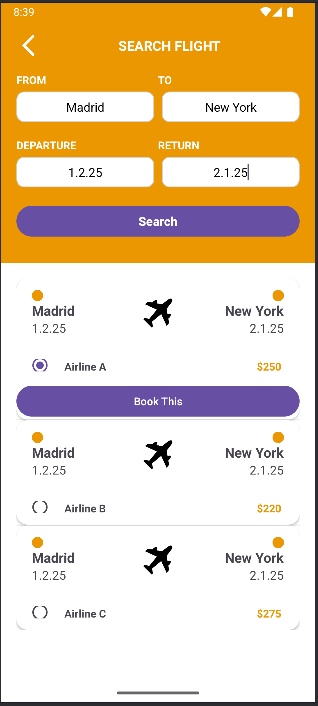 8:39
SEARCH FLIGHT
FROM TO
Madrid New York
DEPARTURE RETURN
1.2.25 2.1.25
Search
Madrid New York
1.2.25 2.1.25
Airline A $250
Book This
Madrid New York
1.2.25 2.1.25
Airline B $220
Madrid New York
1.2.25 2.1.25
Airline C $275